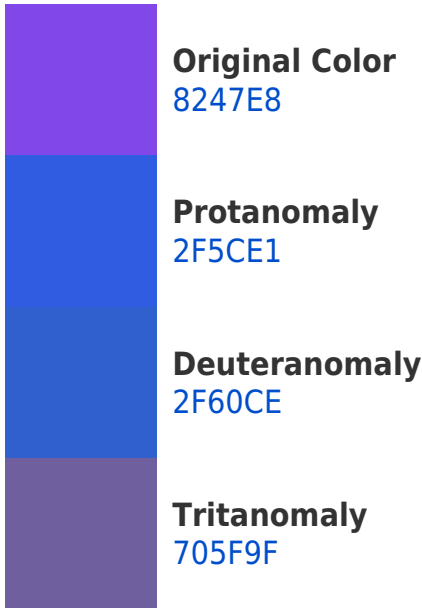 Original Color
8247E8
Protanomaly
2F5CE1
Deuteranomaly
2F60CE
Tritanomaly
705F9F